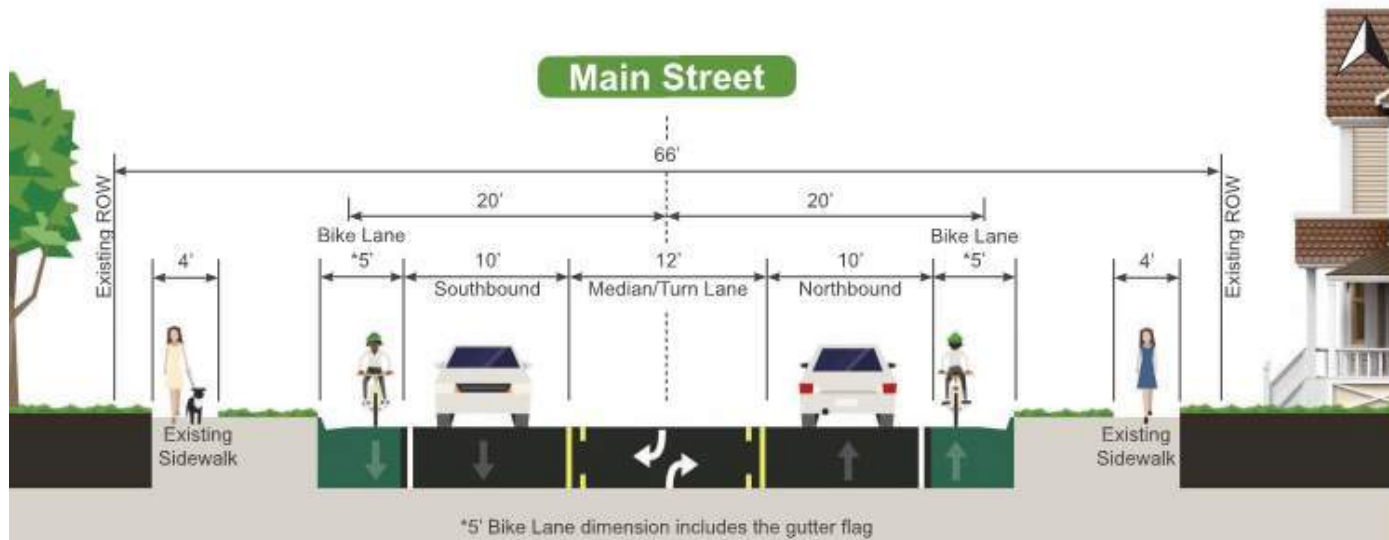 Main Street
66'
Existing ROW
Existing ROW
20'
20'
Bike Lane
Bike Lane
4'
*5'
10'
12'
10'
*5'
4'
Southbound
Median/Turn Lane
Northbound
Existing
Sidewalk
Existing
Sidewalk
*5' Bike Lane dimension includes the gutter flag